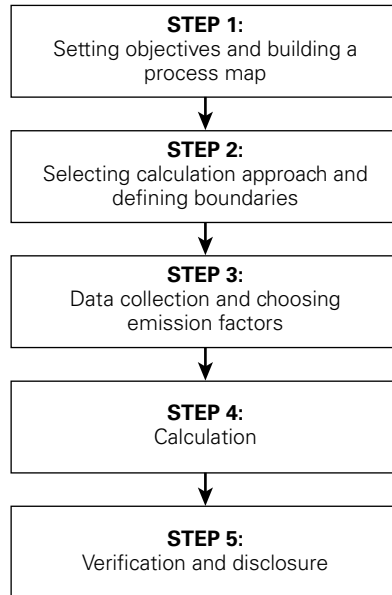 STEP 1:
Setting objectives and building a
process map
STEP 2:
Selecting calculation approach and
defining boundaries
STEP 3:
Data collection and choosing
emission factors
STEP 4:
Calculation
STEP 5:
Verification and disclosure